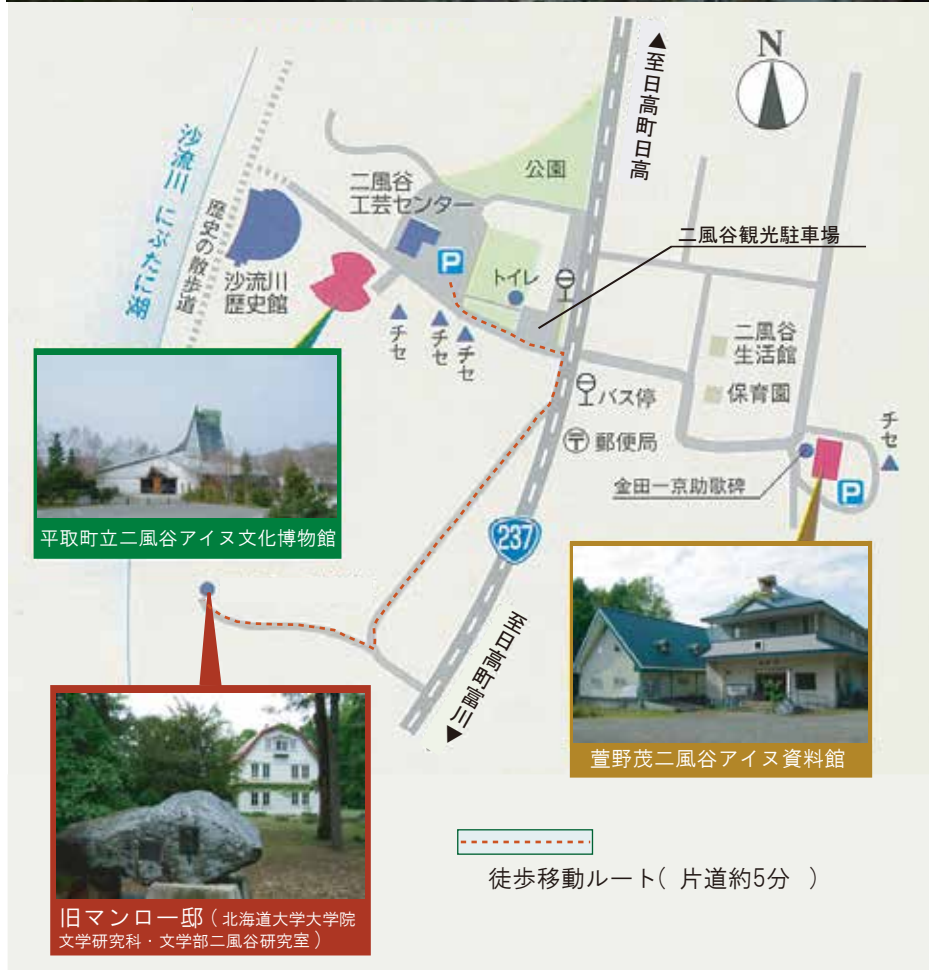 N
▲至日高町日高
公園
二風谷
工芸センター
二風谷観光駐車場
沙流川 にぶたに湖
歴史の散歩道
沙流川
歴史館
P
トイレ
チセ
チセ
チセ
二風谷
生活館
保育園
バス停
〒郵便局
チセ
金田一京助歌碑
P
237
平取町立二風谷アイヌ文化博物館
至日高町富川▼
萱野茂二風谷アイヌ資料館
旧マンロー邸(北海道大学大学院
文学研究科・文学部二風谷研究室)
徒歩移動ルート( 片道約5分 )